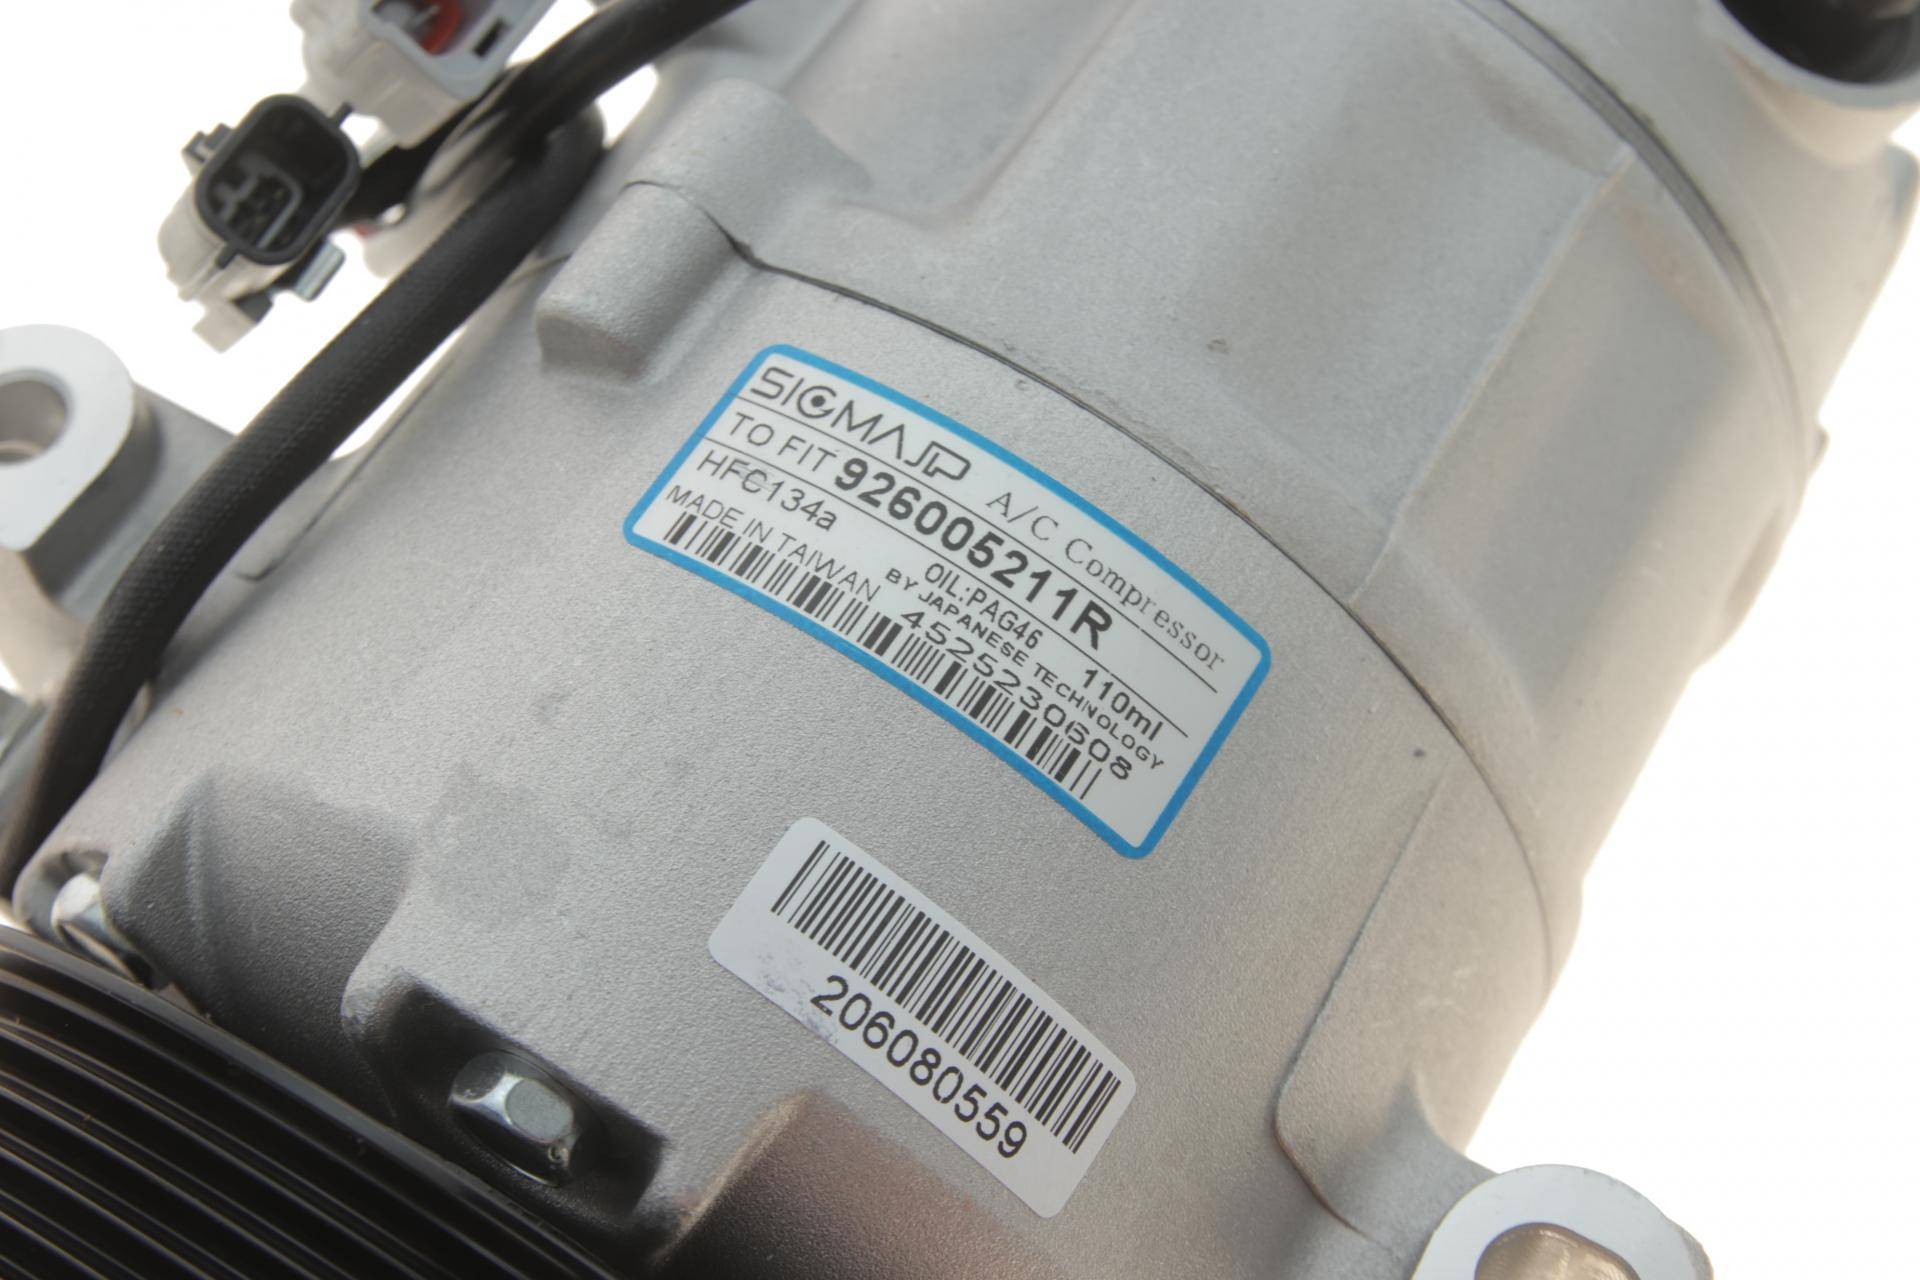 SIGMAJP A/C Compressor
TO FIT 926005211R
HFC134a OIL:PAG46 110ml
MADE IN TAIWAN BY JAPANESE TECHNOLOGY
4525230608
206080559